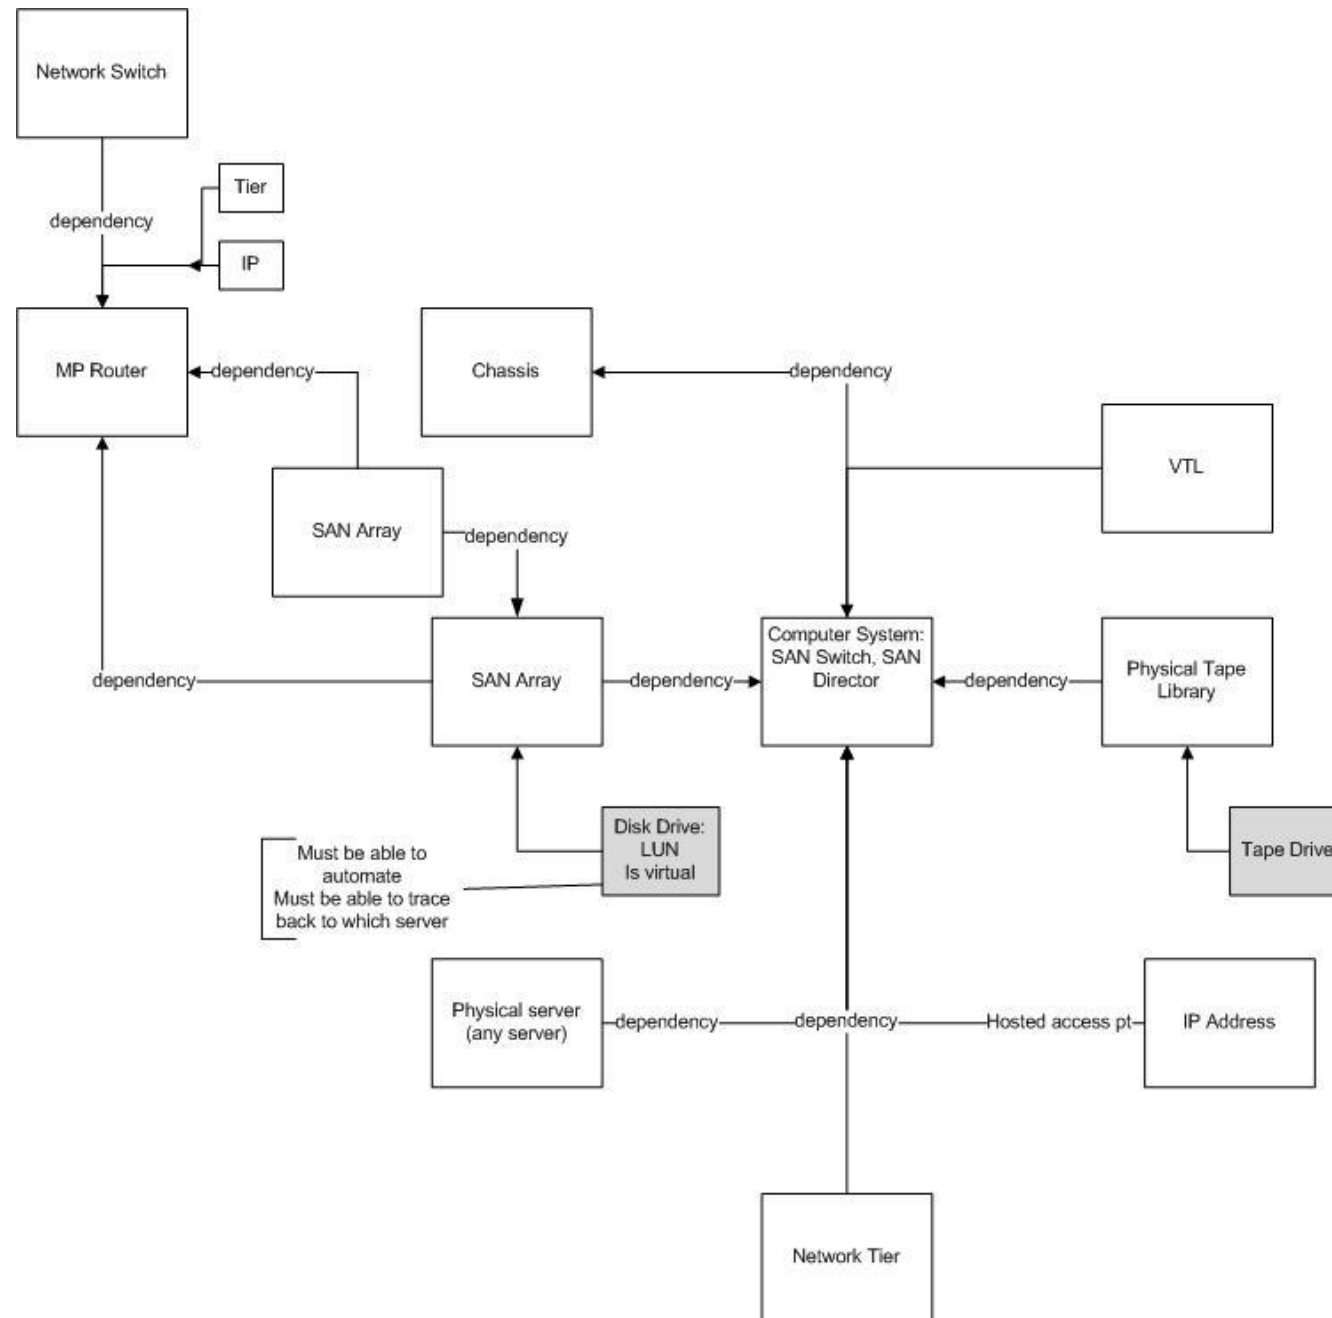 Network Switch
Tier
dependency
IP
MP Router
dependency
Chassis
dependency
VTL
SAN Array
dependency
Computer System:
SAN Switch, SAN
Director
dependency
SAN Array
dependency
dependency
Physical Tape
Library
Disk Drive:
LUN
Is virtual
Tape Drive
Must be able to
automate
Must be able to trace
back to which server
Physical server
(any server)
dependency
dependency
Hosted access pt
IP Address
Network Tier